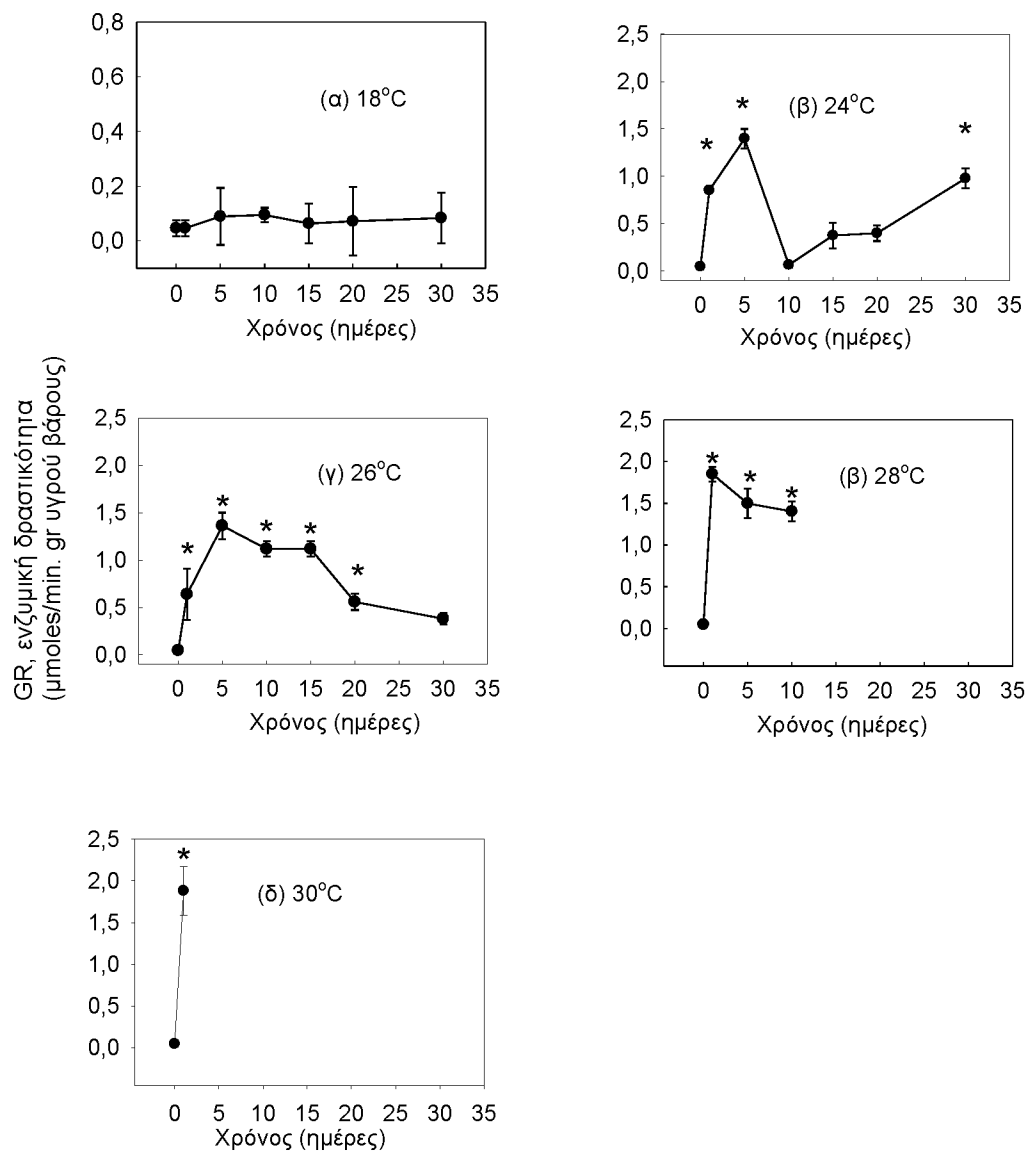 0,8
0,6
0,4
0,2
0,0
(α) 18°C
0 5 10 15 20 25 30 35
Χρόνος (ημέρες)
2,5
2,0
1,5
1,0
0,5
0,0
(β) 24°C
* * *
0 5 10 15 20 25 30 35
Χρόνος (ημέρες)
GR, ενζυμική δραστικότητα
(μmoles/min. gr υγρού βάρους)
2,5
2,0
1,5
1,0
0,5
0,0
(γ) 26°C
* * * * *
0 5 10 15 20 25 30 35
Χρόνος (ημέρες)
2,5
2,0
1,5
1,0
0,5
0,0
(β) 28°C
* * *
0 5 10 15 20 25 30 35
Χρόνος (ημέρες)
2,5
2,0
1,5
1,0
0,5
0,0
(δ) 30°C
*
0 5 10 15 20 25 30 35
Χρόνος (ημέρες)